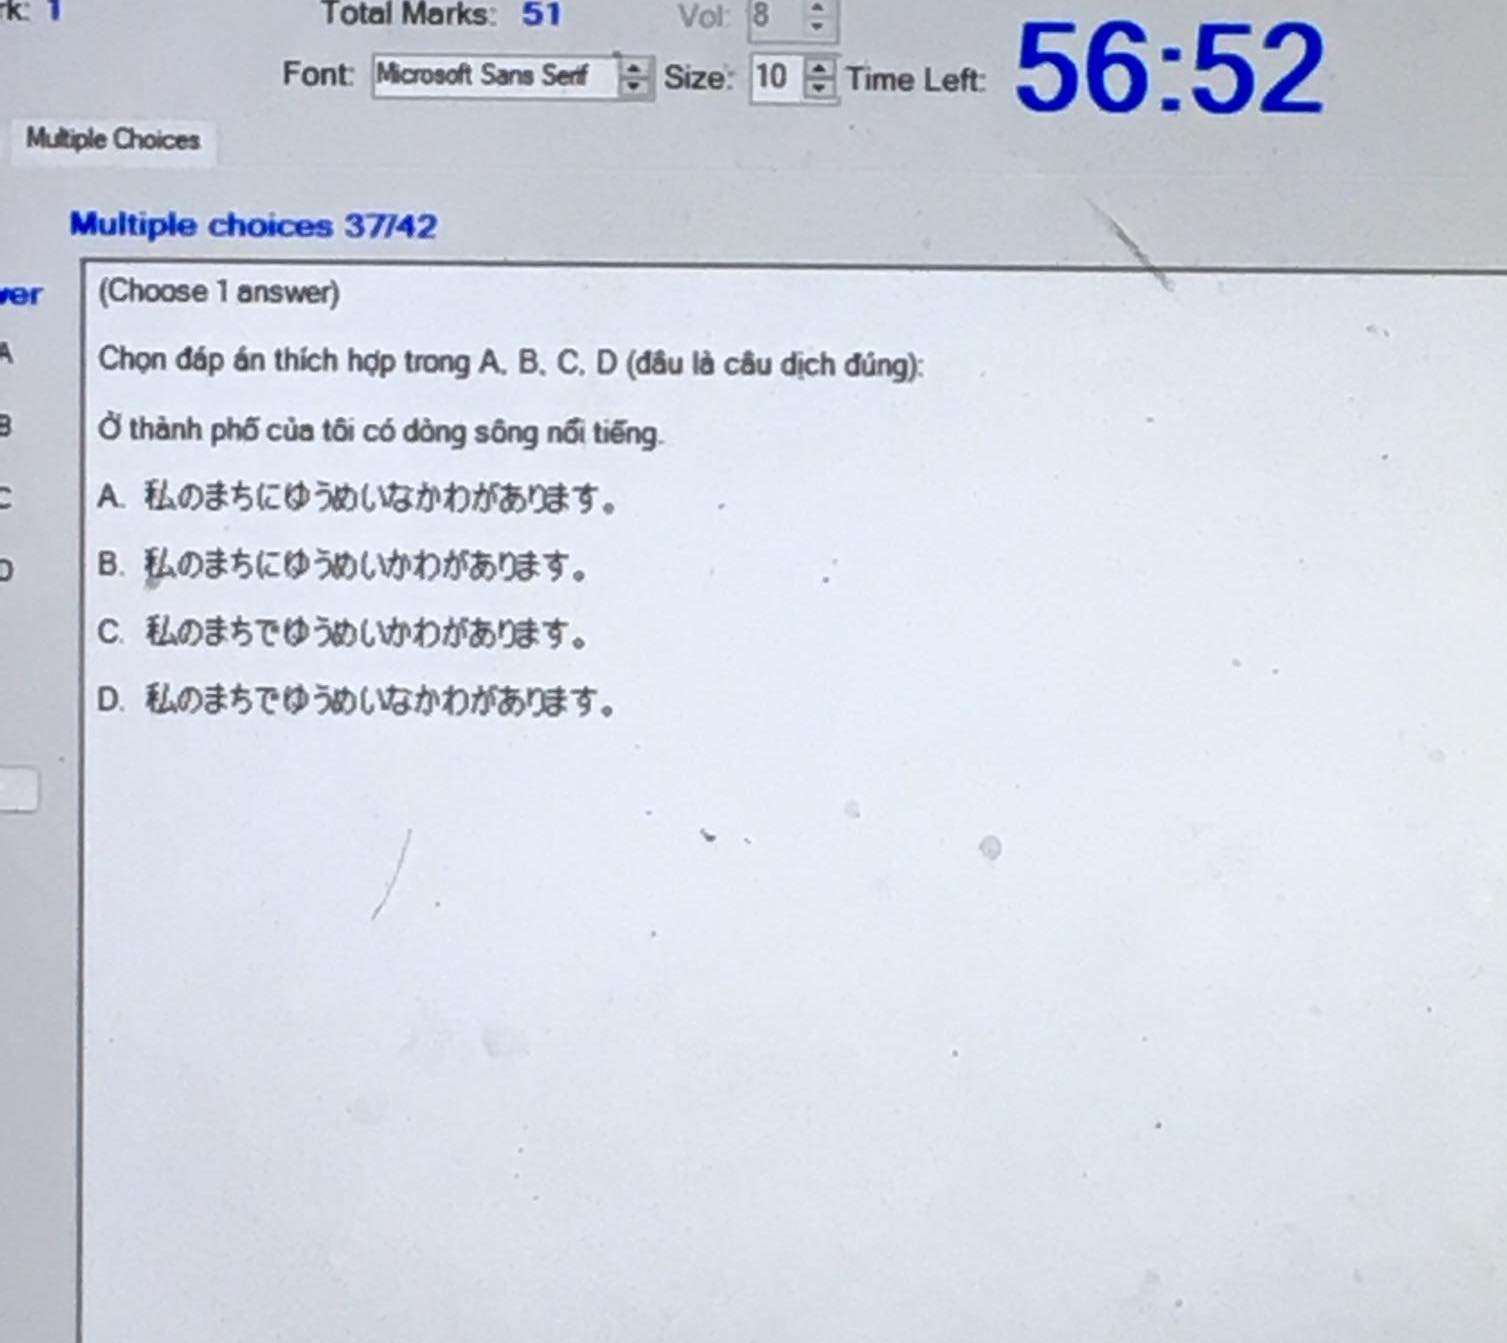 rk: 1 Total Marks: 51 Vol: 8
Font: Microsoft Sans Serif Size: 10 Time Left: 56:52
Multiple Choices
Multiple choices 37/42
(Choose 1 answer)
Chọn đáp án thích hợp trong A, B, C, D (đâu là câu dịch đúng):
Ở thành phố của tôi có dòng sông nổi tiếng.
A. 私のまちにゆうめいなかわがあります。
B. 私のまちにゆうめいかわがあります。
C. 私のまちでゆうめいかわがあります。
D. 私のまちでゆうめいなかわがあります。
A
B
C
D